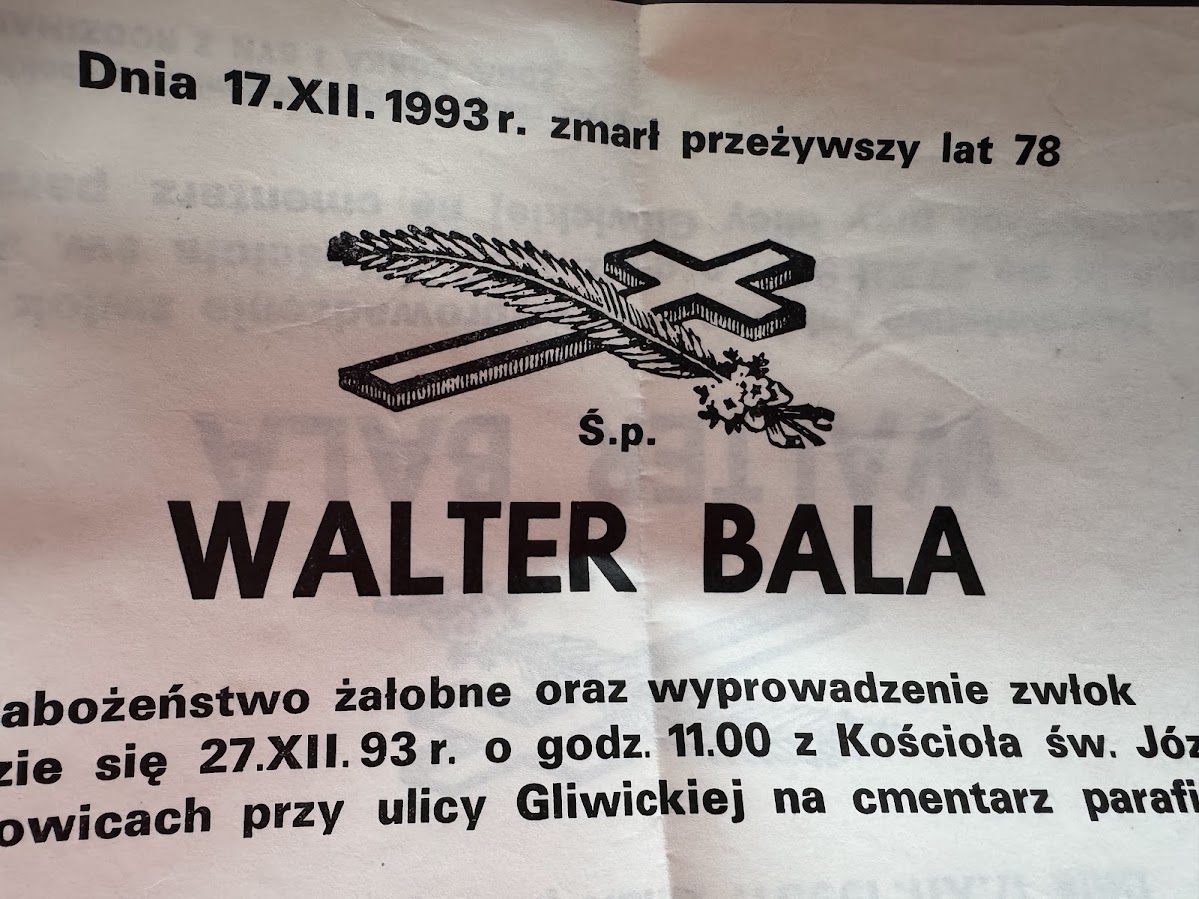 Dnia 17.XII.1993 r. zmarł przeżywszy lat 78
Ś.p.
WALTER BALA
abożeństwo żałobne oraz wyprowadzenie zwłok
zie się 27.XII.93 r. o godz. 11.00 z Kościoła św. Józ
owicach przy ulicy Gliwickiej na cmentarz parafi